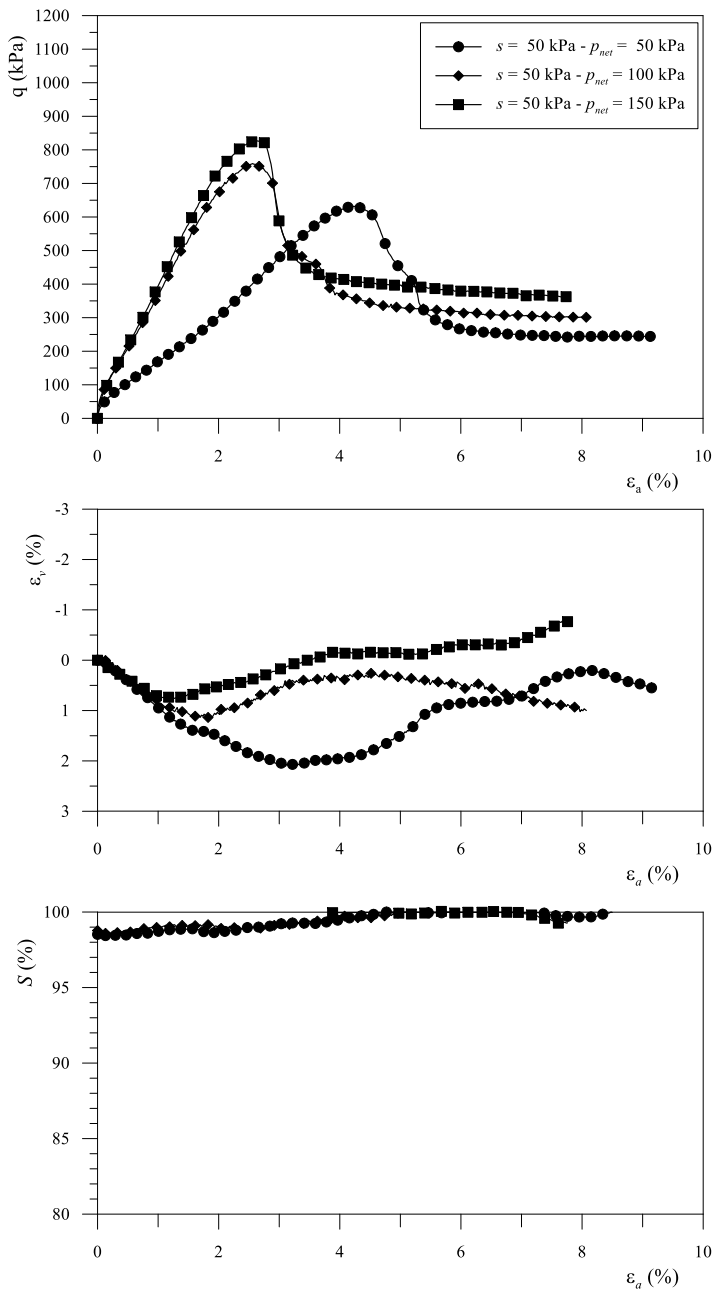 1200
1100
1000
900
800
700
600
500
400
300
200
100
0
q (kPa)
s = 50 kPa - pnet = 50 kPa
s = 50 kPa - pnet = 100 kPa
s = 50 kPa - pnet = 150 kPa
0 2 4 6 8 10
εa (%)
-3
-2
-1
0
1
2
3
εv (%)
0 2 4 6 8 10
εa (%)
100
95
90
85
80
S (%)
0 2 4 6 8 10
εa (%)